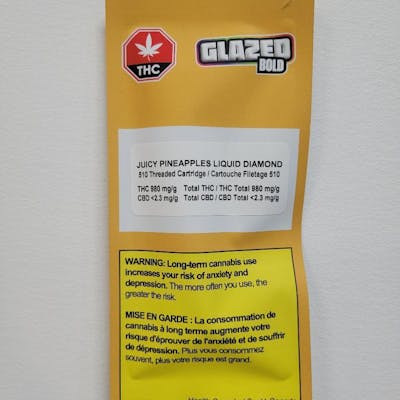 THC
GLAZED
BOLD
JUICY PINEAPPLES LIQUID DIAMOND
510 Threaded Cartridge / Cartouche Filetage 510
THC 980 mg/g Total THC / THC Total 980 mg/g
CBD <2.3 mg/g Total CBD / CBD Total <2.3 mg/g
WARNING: Long-term cannabis use
increases your risk of anxiety and
depression. The more often you use, the
greater the risk.
MISE EN GARDE : La consommation de
cannabis à long terme augmente votre
risque d'éprouver de l'anxiété et de souffrir
de dépression. Plus vous consommez
souvent, plus votre risque est grand.